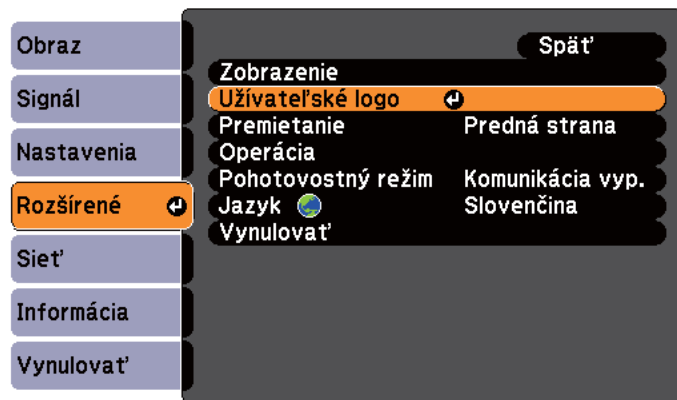 Obraz
Signál
Nastavenia
Rozšírené
Sieť
Informácia
Vynulovať
Späť
Zobrazenie
Užívateľské logo
Premietanie Predná strana
Operácia
Pohotovostný režim Komunikácia vyp.
Jazyk Slovenčina
Vynulovať